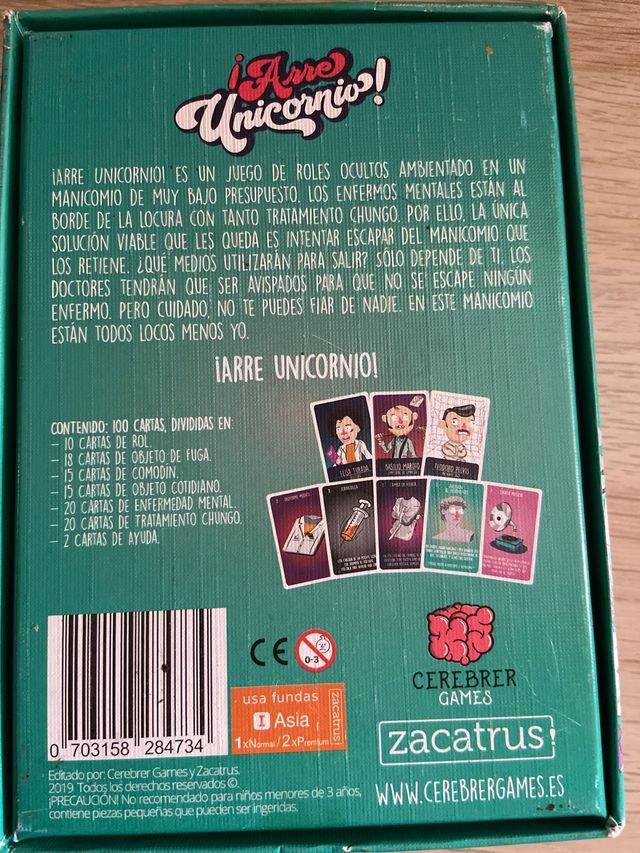 ¡Arre
Unicornio!
¡ARRE UNICORNIO! ES UN JUEGO DE ROLES OCULTOS AMBIENTADO EN UN
MANICOMIO DE MUY BAJO PRESUPUESTO. LOS ENFERMOS MENTALES ESTÁN AL
BORDE DE LA LOCURA CON TANTO TRATAMIENTO CHUNGO. POR ELLO, LA ÚNICA
SOLUCIÓN VIABLE QUE LES QUEDA ES INTENTAR ESCAPAR DEL MANICOMIO QUE
LOS RETIENE. ¿QUÉ MEDIOS UTILIZARÁN PARA SALIR? SÓLO DEPENDE DE TI. LOS
DOCTORES TENDRÁN QUE SER AVISPADOS PARA QUE NO SE ESCAPE NINGÚN
ENFERMO. PERO CUIDADO, NO TE PUEDES FIAR DE NADIE. EN ESTE MANICOMIO
ESTÁN TODOS LOCOS MENOS YO.
¡ARRE UNICORNIO!
CONTENIDO: 100 CARTAS, DIVIDIDAS EN:
– 10 CARTAS DE ROL.
– 18 CARTAS DE OBJETO DE FUGA.
– 15 CARTAS DE COMODÍN.
– 15 CARTAS DE OBJETO COTIDIANO.
– 20 CARTAS DE ENFERMEDAD MENTAL.
– 20 CARTAS DE TRATAMIENTO CHUNGO.
– 2 CARTAS DE AYUDA.
ELSA TURADA
BASILIO MAROTO
TEODORO PELVIS
UNIFORME MÉDICO
0 703158 284734
CE
0-3
usa fundas
Asia
1xNormal / 2xPremium
zacatrus
CEREBRER
GAMES
zacatrus!
WWW.CEREBRERGAMES.ES
Editado por: Cerebrer Games y Zacatrus.
2019 Todos los derechos reservados ©.
¡PRECAUCIÓN! No recomendado para niños menores de 3 años,
contiene piezas pequeñas que pueden ser ingeridas.